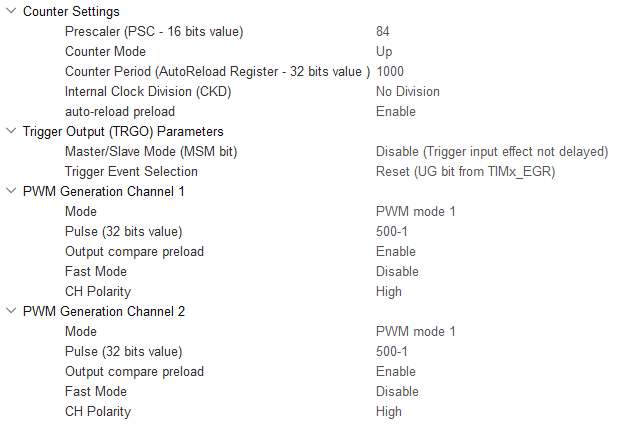 Counter Settings
Prescaler (PSC - 16 bits value) 84
Counter Mode Up
Counter Period (AutoReload Register - 32 bits value ) 1000
Internal Clock Division (CKD) No Division
auto-reload preload Enable
Trigger Output (TRGO) Parameters
Master/Slave Mode (MSM bit) Disable (Trigger input effect not delayed)
Trigger Event Selection Reset (UG bit from TIMx_EGR)
PWM Generation Channel 1
Mode PWM mode 1
Pulse (32 bits value) 500-1
Output compare preload Enable
Fast Mode Disable
CH Polarity High
PWM Generation Channel 2
Mode PWM mode 1
Pulse (32 bits value) 500-1
Output compare preload Enable
Fast Mode Disable
CH Polarity High